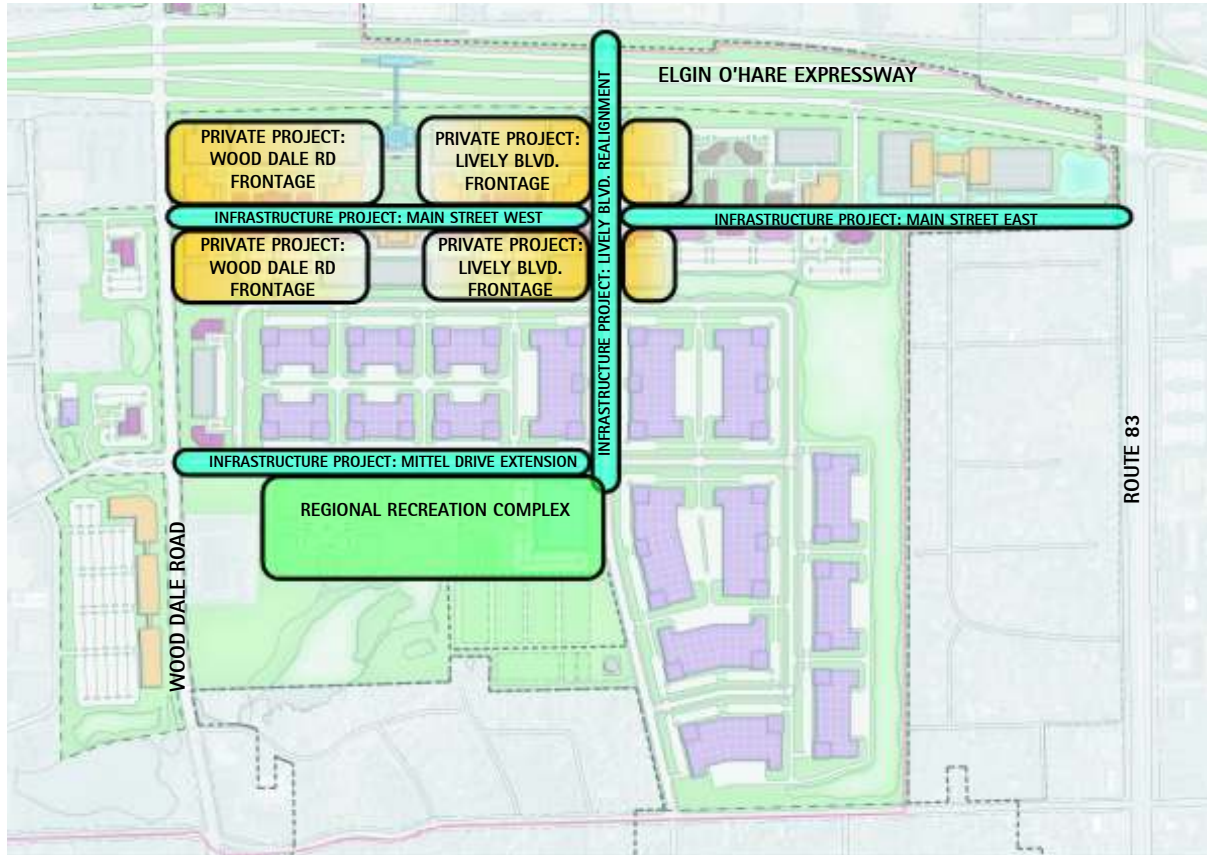 ELGIN O'HARE EXPRESSWAY
PRIVATE PROJECT:
WOOD DALE RD
FRONTAGE
PRIVATE PROJECT:
LIVELY BLVD.
FRONTAGE
INFRASTRUCTURE PROJECT: LIVELY BLVD. REALIGNMENT
INFRASTRUCTURE PROJECT: MAIN STREET WEST
INFRASTRUCTURE PROJECT: MAIN STREET EAST
PRIVATE PROJECT:
WOOD DALE RD
FRONTAGE
PRIVATE PROJECT:
LIVELY BLVD.
FRONTAGE
INFRASTRUCTURE PROJECT: MITTEL DRIVE EXTENSION
REGIONAL RECREATION COMPLEX
WOOD DALE ROAD
ROUTE 83